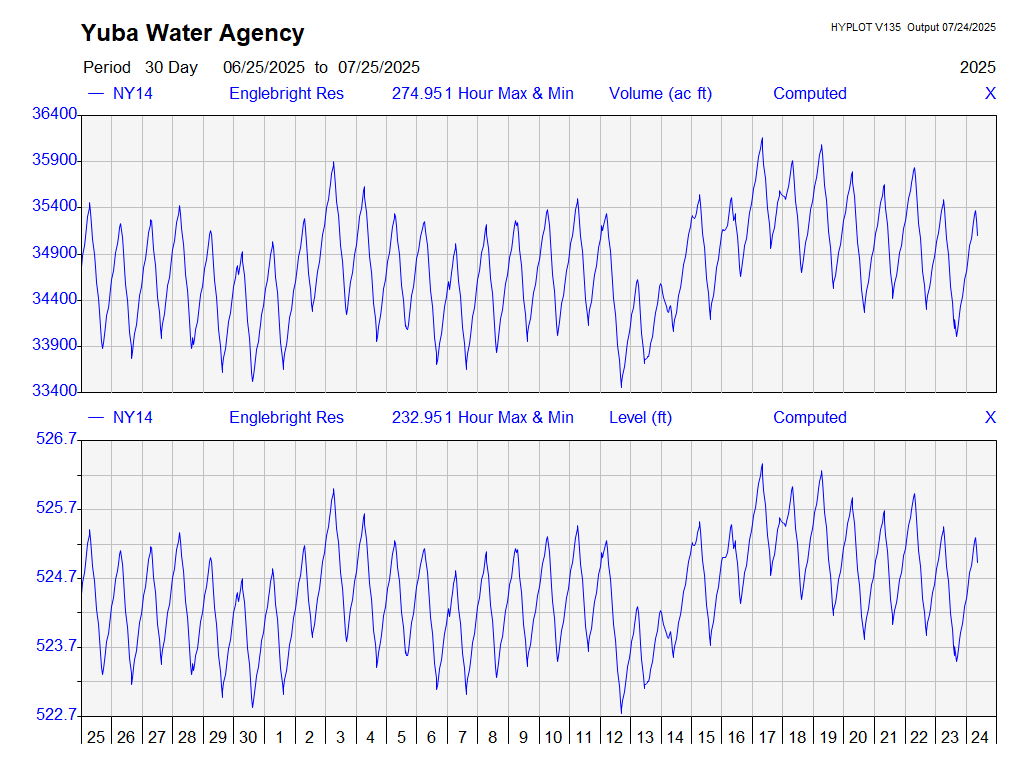 Yuba Water Agency
HYPLOT V135 Output 07/24/2025
Period 30 Day 06/25/2025 to 07/25/2025 2025
NY14 Englebright Res 274.951 Hour Max & Min Volume (ac ft) Computed X
36400
35900
35400
34900
34400
33900
33400
NY14 Englebright Res 232.951 Hour Max & Min Level (ft) Computed X
526.7
525.7
524.7
523.7
522.7
25 26 27 28 29 30 1 2 3 4 5 6 7 8 9 10 11 12 13 14 15 16 17 18 19 20 21 22 23 24